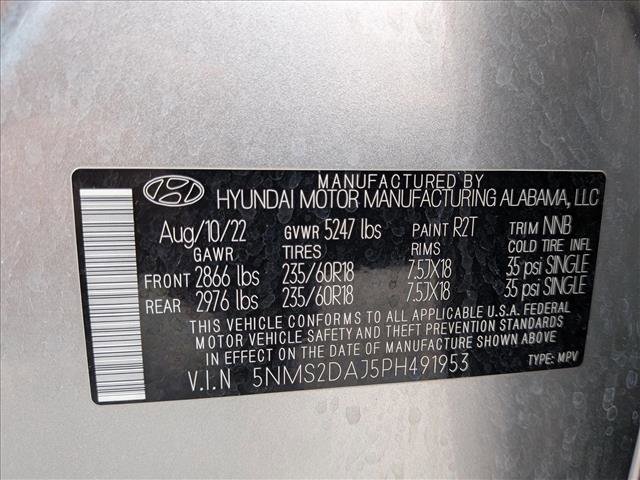 MANUFACTURED BY
HYUNDAI MOTOR MANUFACTURING ALABAMA, LLC
Aug/10/22 GVWR 5247 lbs PAINT R2T TRIM NNB
GAWR TIRES RIMS COLD TIRE INFL
FRONT 2866 lbs 235/60R18 7.5JX18 35 psi SINGLE
REAR 2976 lbs 235/60R18 7.5JX18 35 psi SINGLE
THIS VEHICLE CONFORMS TO ALL APPLICABLE U.S.A. FEDERAL
MOTOR VEHICLE SAFETY AND THEFT PREVENTION STANDARDS
IN EFFECT ON THE DATE OF MANUFACTURE SHOWN ABOVE
V.I.N 5NMS2DAJ5PH491953 TYPE: MPV